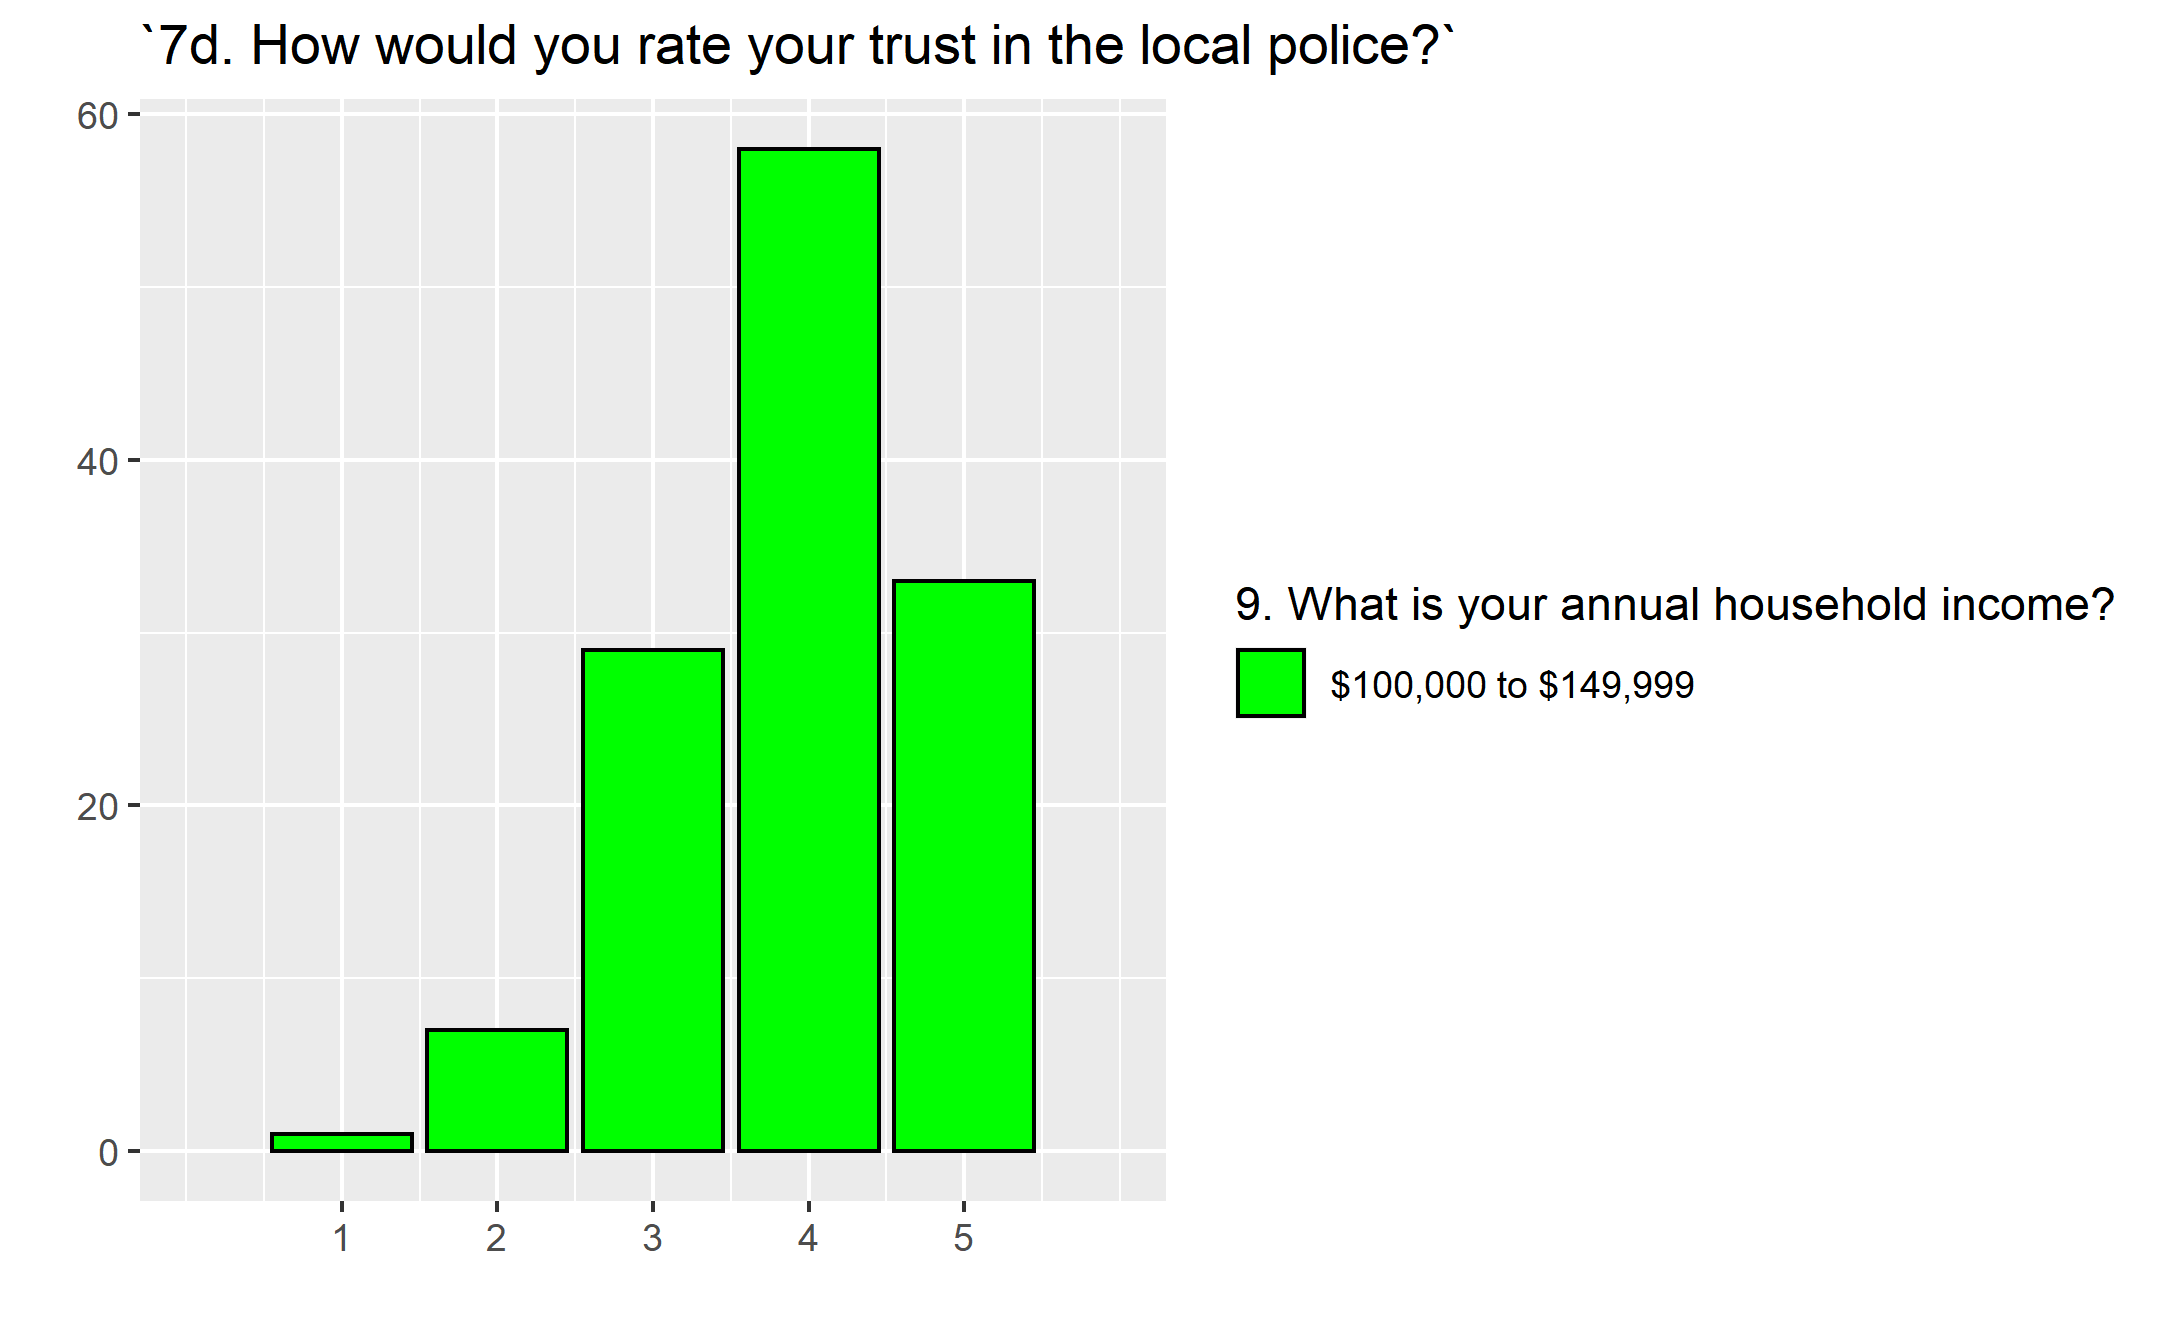 `7d. How would you rate your trust in the local police?`
60
40
20
0
1 2 3 4 5
9. What is your annual household income?
$100,000 to $149,999